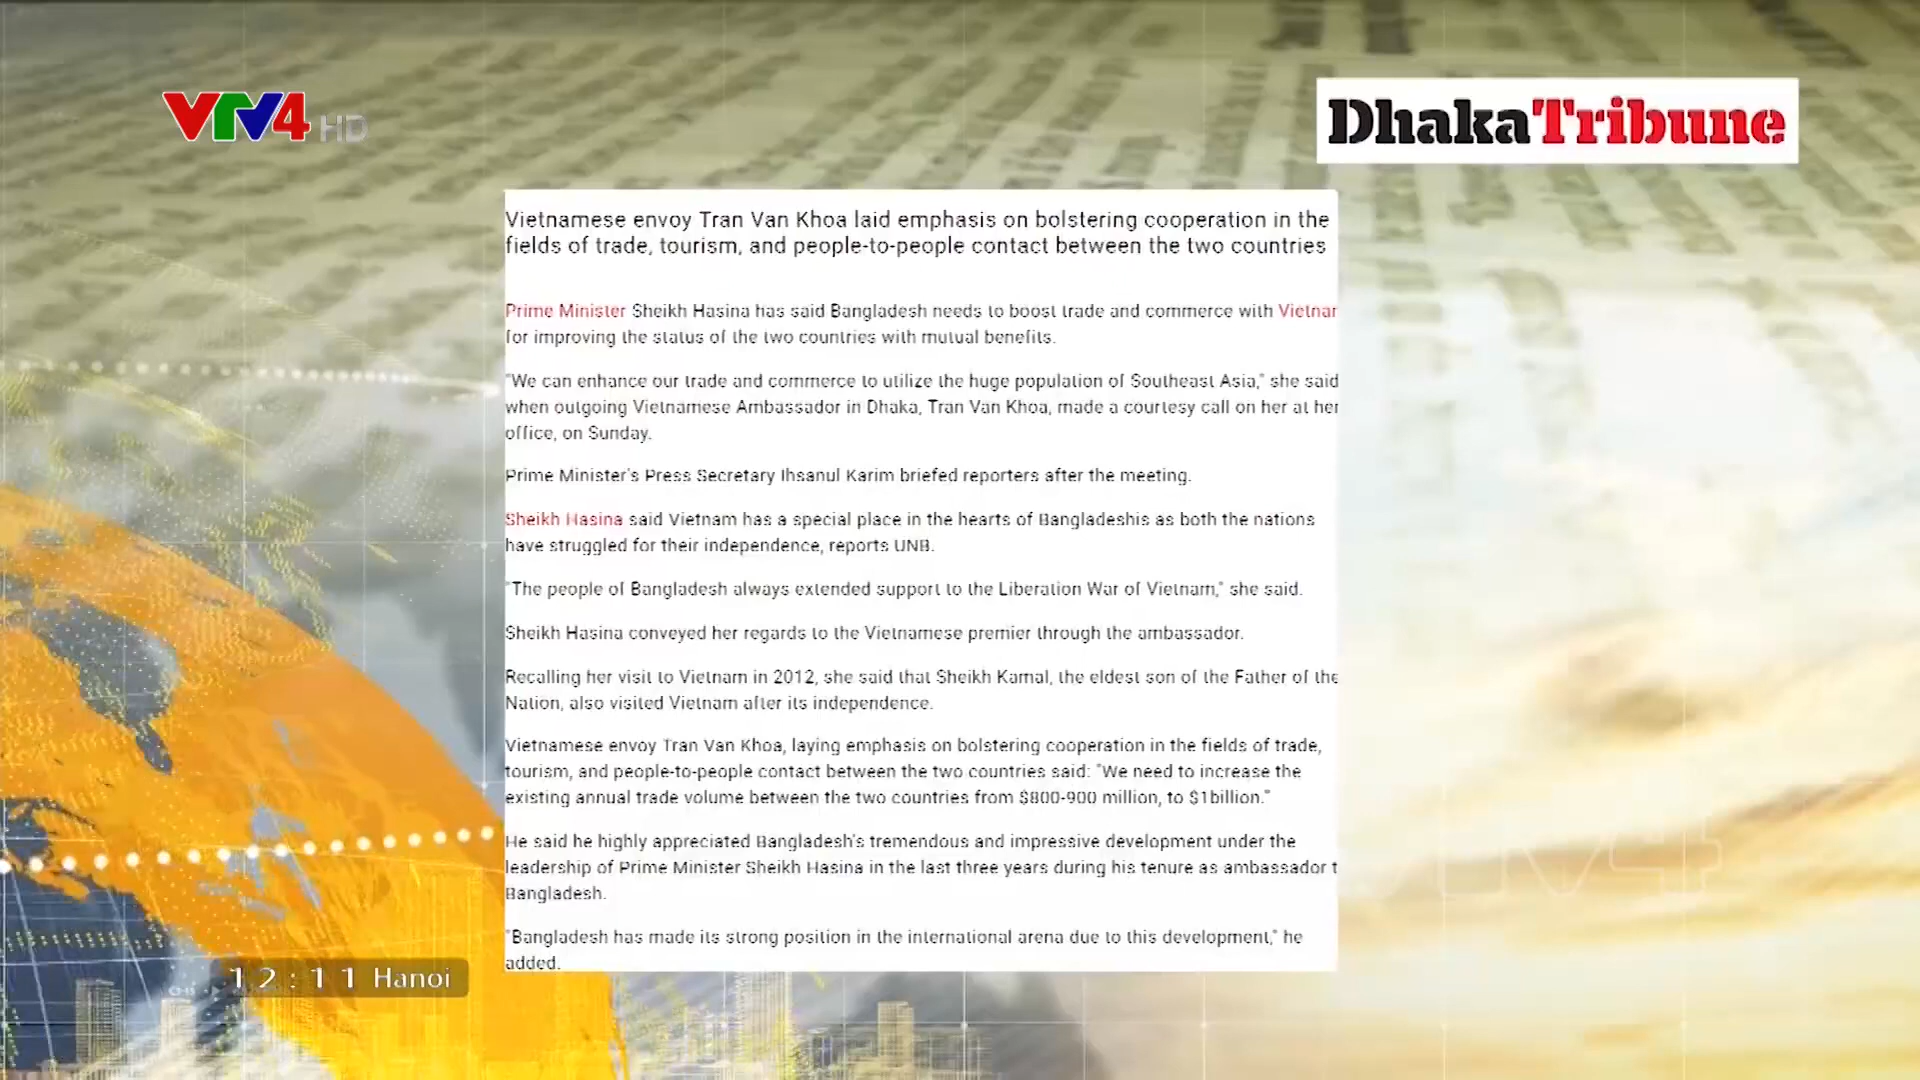 VTV4 HD
DhakaTribune
Vietnamese envoy Tran Van Khoa laid emphasis on bolstering cooperation in the
fields of trade, tourism, and people-to-people contact between the two countries
Prime Minister Sheikh Hasina has said Bangladesh needs to boost trade and commerce with Vietnar
for improving the status of the two countries with mutual benefits.
"We can enhance our trade and commerce to utilize the huge population of Southeast Asia," she said
when outgoing Vietnamese Ambassador in Dhaka, Tran Van Khoa, made a courtesy call on her at her
office, on Sunday.
Prime Minister's Press Secretary Ihsanul Karim briefed reporters after the meeting.
Sheikh Hasina said Vietnam has a special place in the hearts of Bangladeshis as both the nations
have struggled for their independence, reports UNB.
"The people of Bangladesh always extended support to the Liberation War of Vietnam," she said.
Sheikh Hasina conveyed her regards to the Vietnamese premier through the ambassador.
Recalling her visit to Vietnam in 2012, she said that Sheikh Kamal, the eldest son of the Father of the
Nation, also visited Vietnam after its independence.
Vietnamese envoy Tran Van Khoa, laying emphasis on bolstering cooperation in the fields of trade,
tourism, and people-to-people contact between the two countries said: "We need to increase the
existing annual trade volume between the two countries from $800-900 million, to $1billion."
He said he highly appreciated Bangladesh's tremendous and impressive development under the
leadership of Prime Minister Sheikh Hasina in the last three years during his tenure as ambassador t
Bangladesh.
"Bangladesh has made its strong position in the international arena due to this development," he
added.
12:11 Hanoi